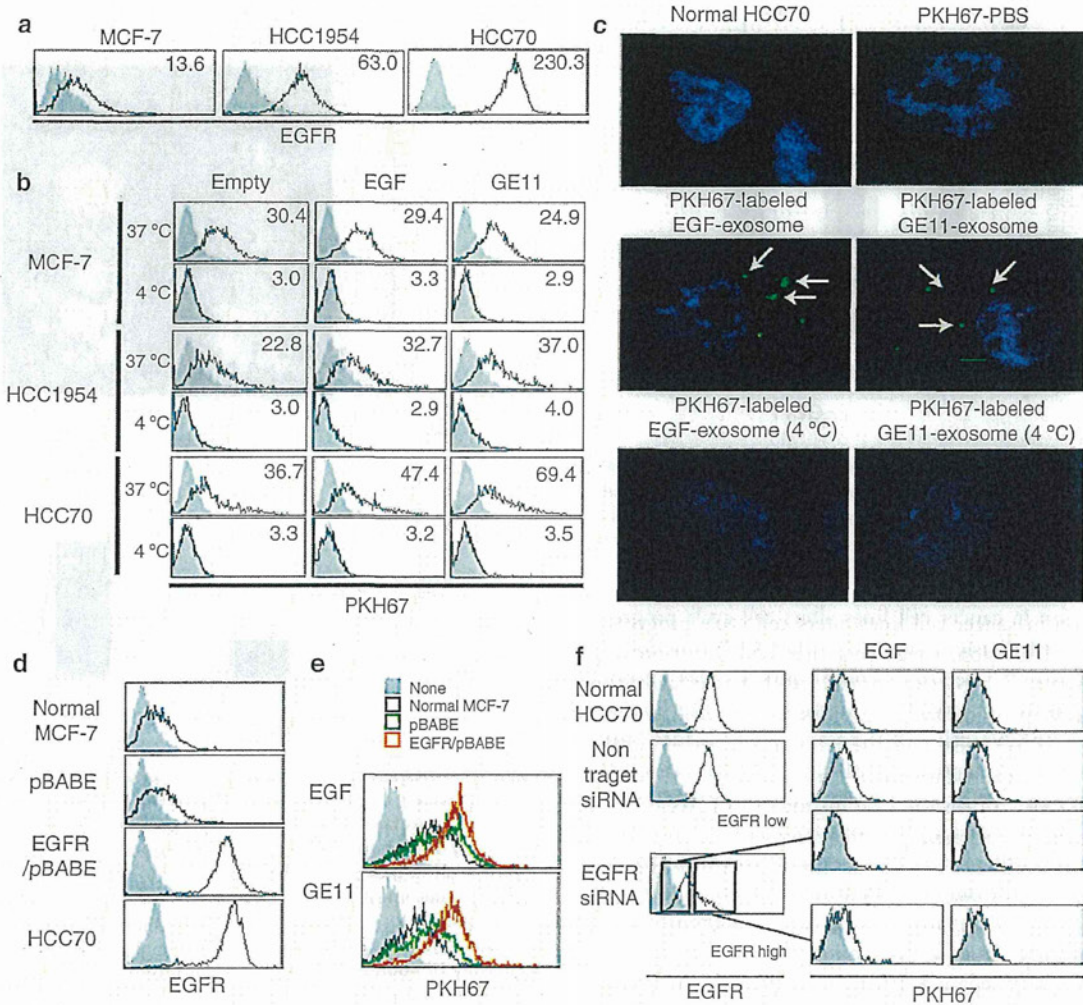 a
MCF-7 HCC1954 HCC70
13.6 63.0 230.3
EGFR
b
Empty EGF GE11
MCF-7
37 °C 30.4 29.4 24.9
4 °C 3.0 3.3 2.9
HCC1954
37 °C 22.8 32.7 37.0
4 °C 3.0 2.9 4.0
HCC70
37 °C 36.7 47.4 69.4
4 °C 3.3 3.2 3.5
PKH67
c
Normal HCC70 PKH67-PBS
PKH67-labeled PKH67-labeled
EGF-exosome GE11-exosome
PKH67-labeled PKH67-labeled
EGF-exosome (4 °C) GE11-exosome (4 °C)
d
Normal
MCF-7
pBABE
EGFR
/pBABE
HCC70
EGFR
e
None
Normal MCF-7
pBABE
EGFR/pBABE
EGF
GE11
PKH67
f
EGF GE11
Normal
HCC70
Non
traget
siRNA
EGFR low
EGFR
siRNA
EGFR high
EGFR PKH67